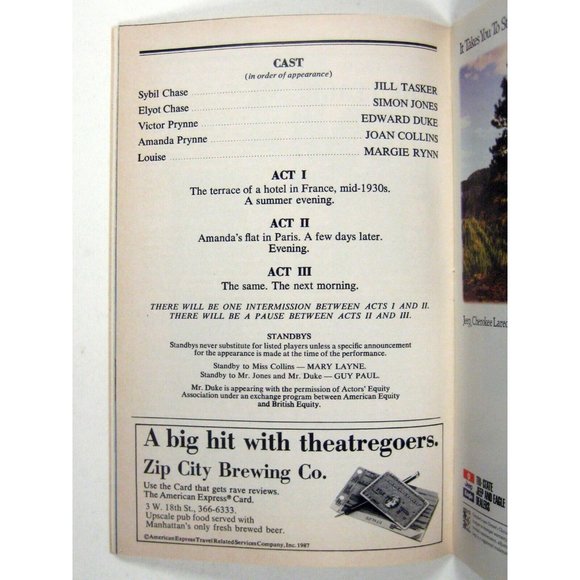 CAST
(in order of appearance)
Sybil Chase ........ JILL TASKER
Elyot Chase ........ SIMON JONES
Victor Prynne ........ EDWARD DUKE
Amanda Prynne ........ JOAN COLLINS
Louise ........ MARGIE RYNN
ACT I
The terrace of a hotel in France, mid-1930s.
A summer evening.
ACT II
Amanda's flat in Paris. A few days later.
Evening.
ACT III
The same. The next morning.
THERE WILL BE ONE INTERMISSION BETWEEN ACTS I AND II.
THERE WILL BE A PAUSE BETWEEN ACTS II AND III.
STANDBYS
Standbys never substitute for listed players unless a specific announcement
for the appearance is made at the time of the performance.
Standby to Miss Collins — MARY LAYNE.
Standby to Mr. Jones and Mr. Duke — GUY PAUL.
Mr. Duke is appearing with the permission of Actors' Equity
Association under an exchange program between American Equity
and British Equity.
A big hit with theatregoers.
Zip City Brewing Co.
Use the Card that gets rave reviews.
The American Express® Card.
3 W. 18th St., 366-6333.
Upscale pub food served with
Manhattan's only fresh brewed beer.
©American Express Travel Related Services Company, Inc. 1987
It Takes You To
Jeep, Cherokee
TRI-STATE
JEEP AND EAGLE
DEALERS